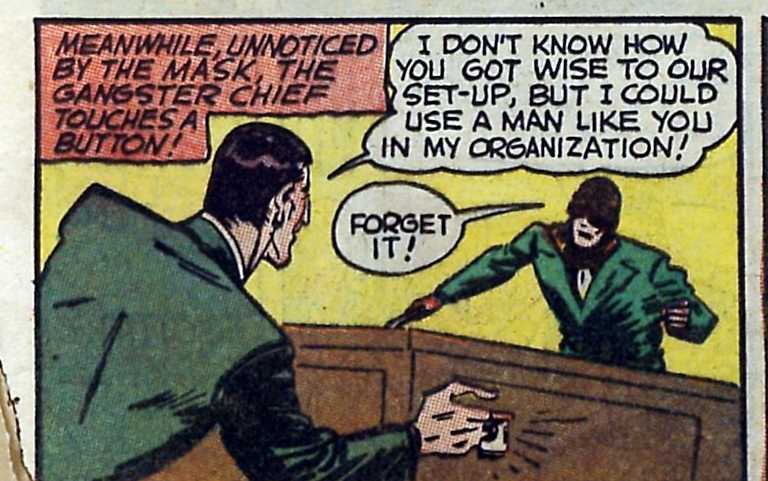 MEANWHILE, UNNOTICED
BY THE MASK, THE
GANGSTER CHIEF
TOUCHES A
BUTTON!
I DON'T KNOW HOW
YOU GOT WISE TO OUR
SET-UP, BUT I COULD
USE A MAN LIKE YOU
IN MY ORGANIZATION!
FORGET
IT!